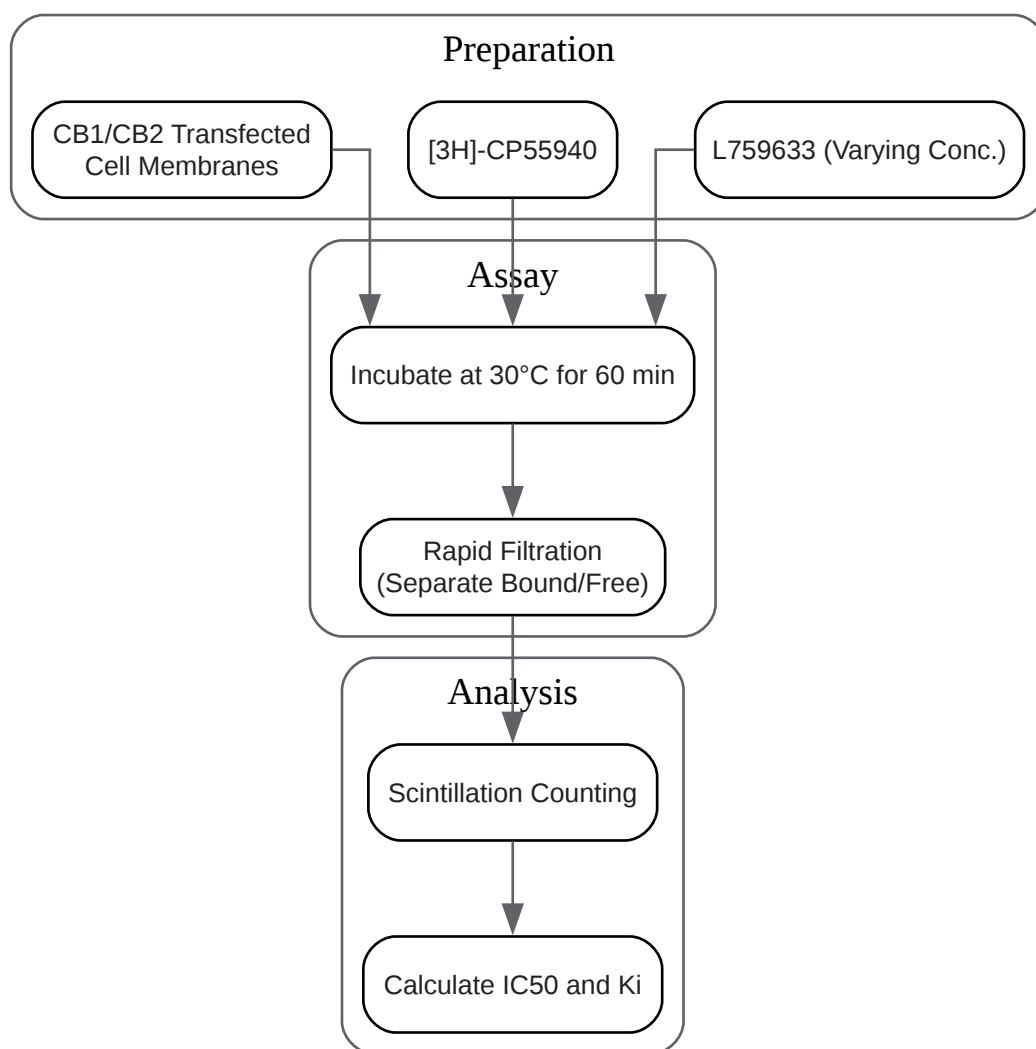 Preparation
CB1/CB2 Transfected
Cell Membranes
[3H]-CP55940
L759633 (Varying Conc.)
Assay
Incubate at 30°C for 60 min
Rapid Filtration
(Separate Bound/Free)
Analysis
Scintillation Counting
Calculate IC50 and Ki